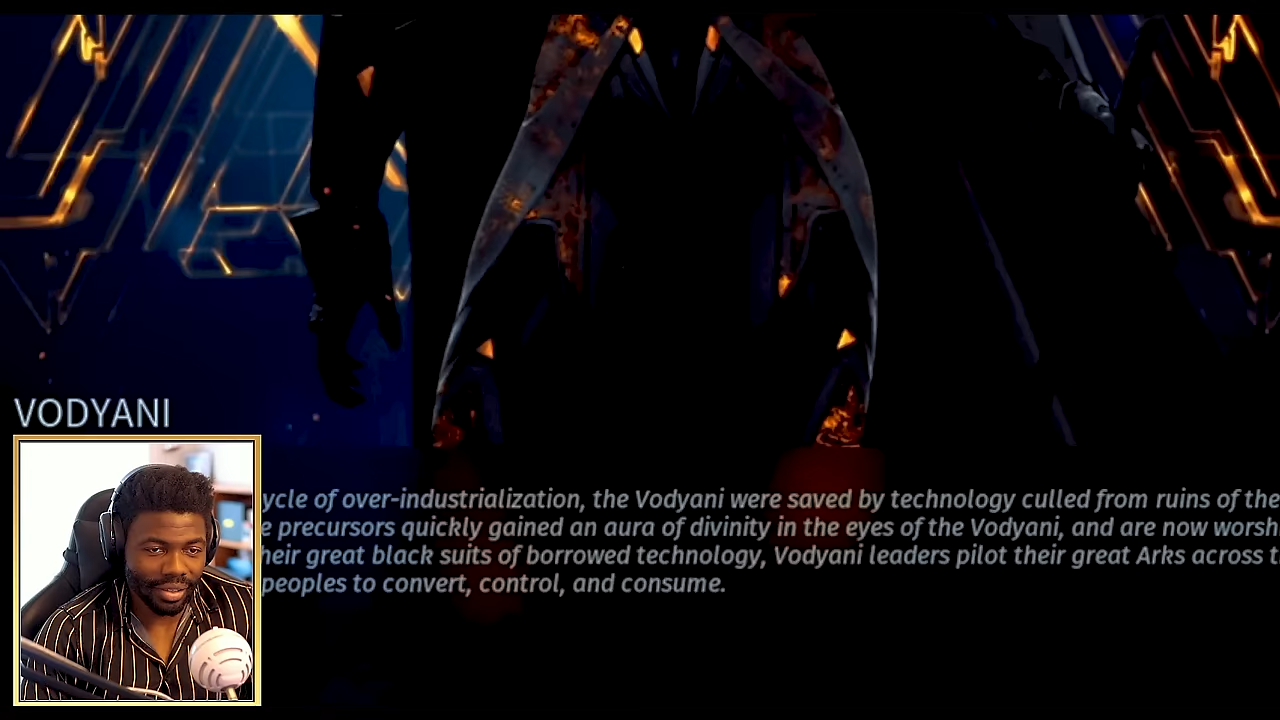 VODYANI
ycle of over-industrialization, the Vodyani were saved by technology culled from ruins of the
e precursors quickly gained an aura of divinity in the eyes of the Vodyani, and are now worsh
heir great black suits of borrowed technology, Vodyani leaders pilot their great Arks across t
peoples to convert, control, and consume.